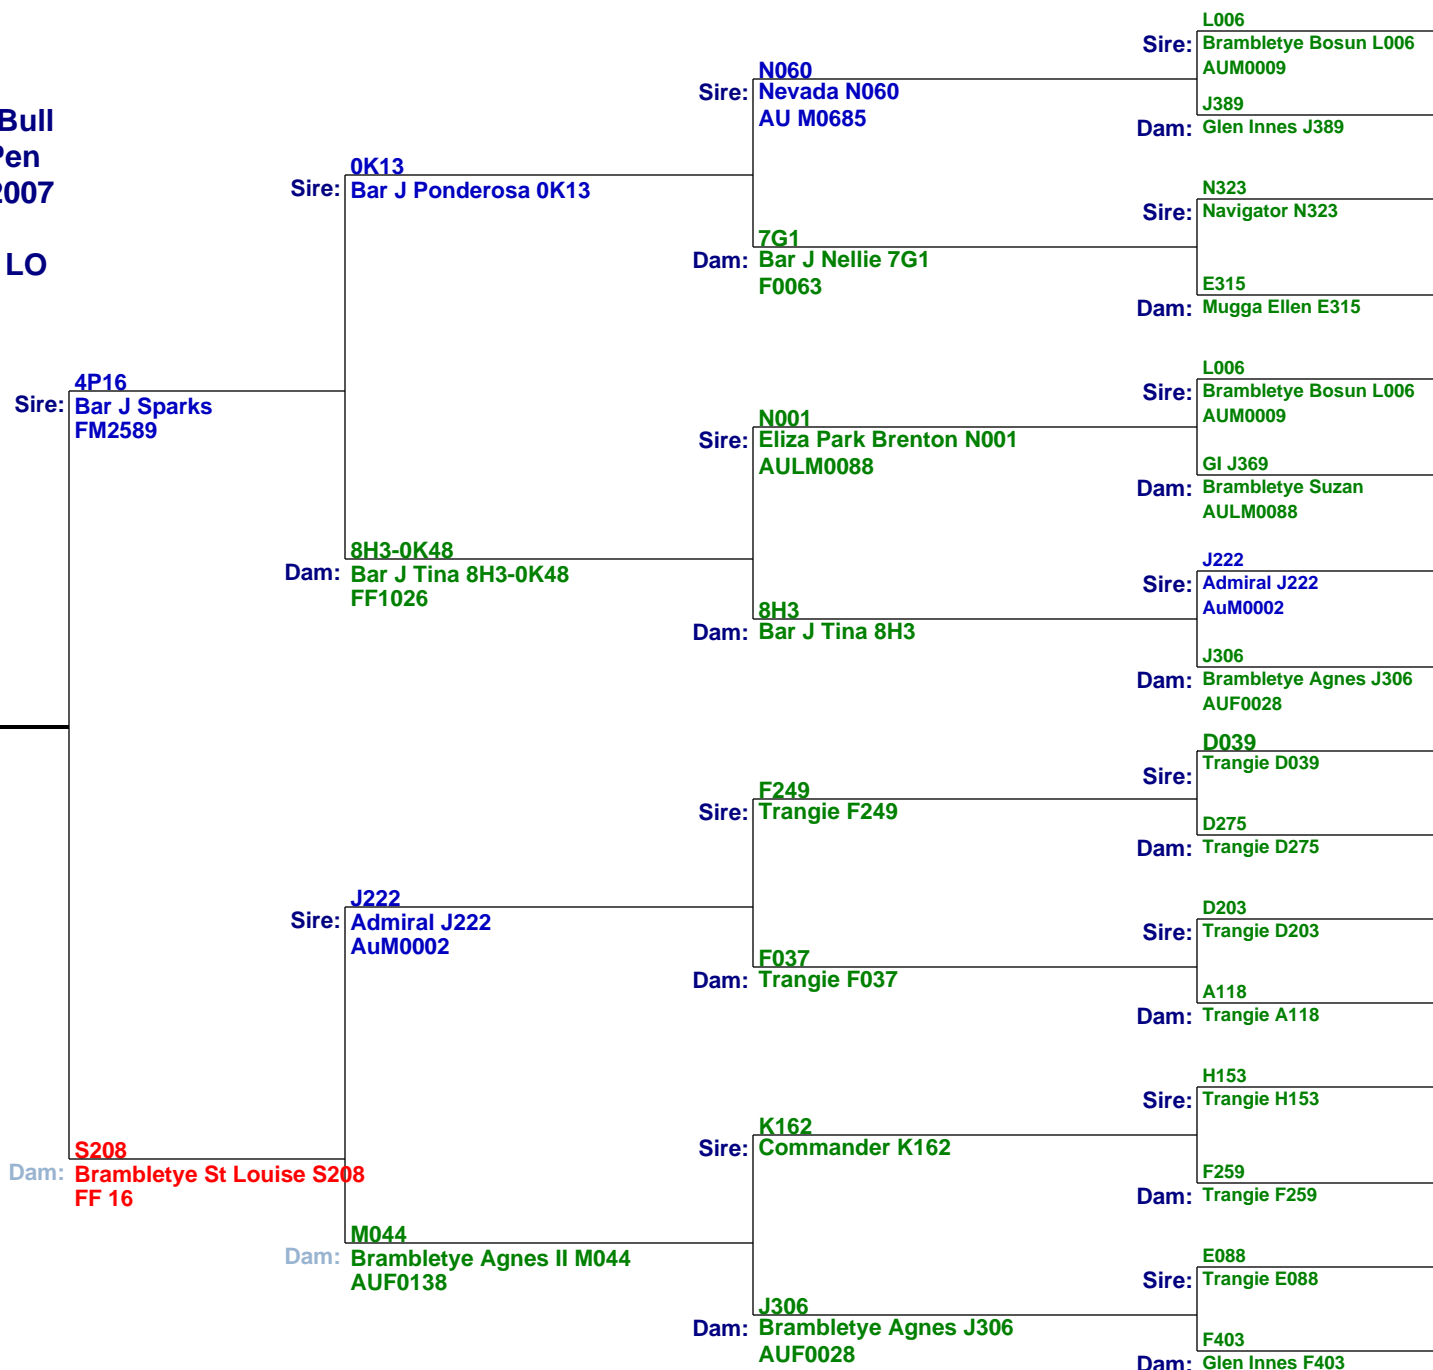 Bull
Pen
2007
LO
4P16
Sire: Bar J Sparks
FM2589
S208
Dam: Brambletye St Louise S208
FF 16
0K13
Sire: Bar J Ponderosa 0K13
8H3-0K48
Dam: Bar J Tina 8H3-0K48
FF1026
J222
Sire: Admiral J222
AuM0002
M044
Dam: Brambletye Agnes II M044
AUF0138
N060
Sire: Nevada N060
AU M0685
7G1
Dam: Bar J Nellie 7G1
F0063
N001
Sire: Eliza Park Brenton N001
AULM0088
8H3
Dam: Bar J Tina 8H3
F249
Sire: Trangie F249
F037
Dam: Trangie F037
K162
Sire: Commander K162
J306
Dam: Brambletye Agnes J306
AUF0028
L006
Sire: Brambletye Bosun L006
AUM0009
J389
Dam: Glen Innes J389
N323
Sire: Navigator N323
E315
Dam: Mugga Ellen E315
L006
Sire: Brambletye Bosun L006
AUM0009
GI J369
Dam: Brambletye Suzan
AULM0088
J222
Sire: Admiral J222
AuM0002
J306
Dam: Brambletye Agnes J306
AUF0028
D039
Sire: Trangie D039
D275
Dam: Trangie D275
D203
Sire: Trangie D203
A118
Dam: Trangie A118
H153
Sire: Trangie H153
F259
Dam: Trangie F259
E088
Sire: Trangie E088
F403
Dam: Glen Innes F403